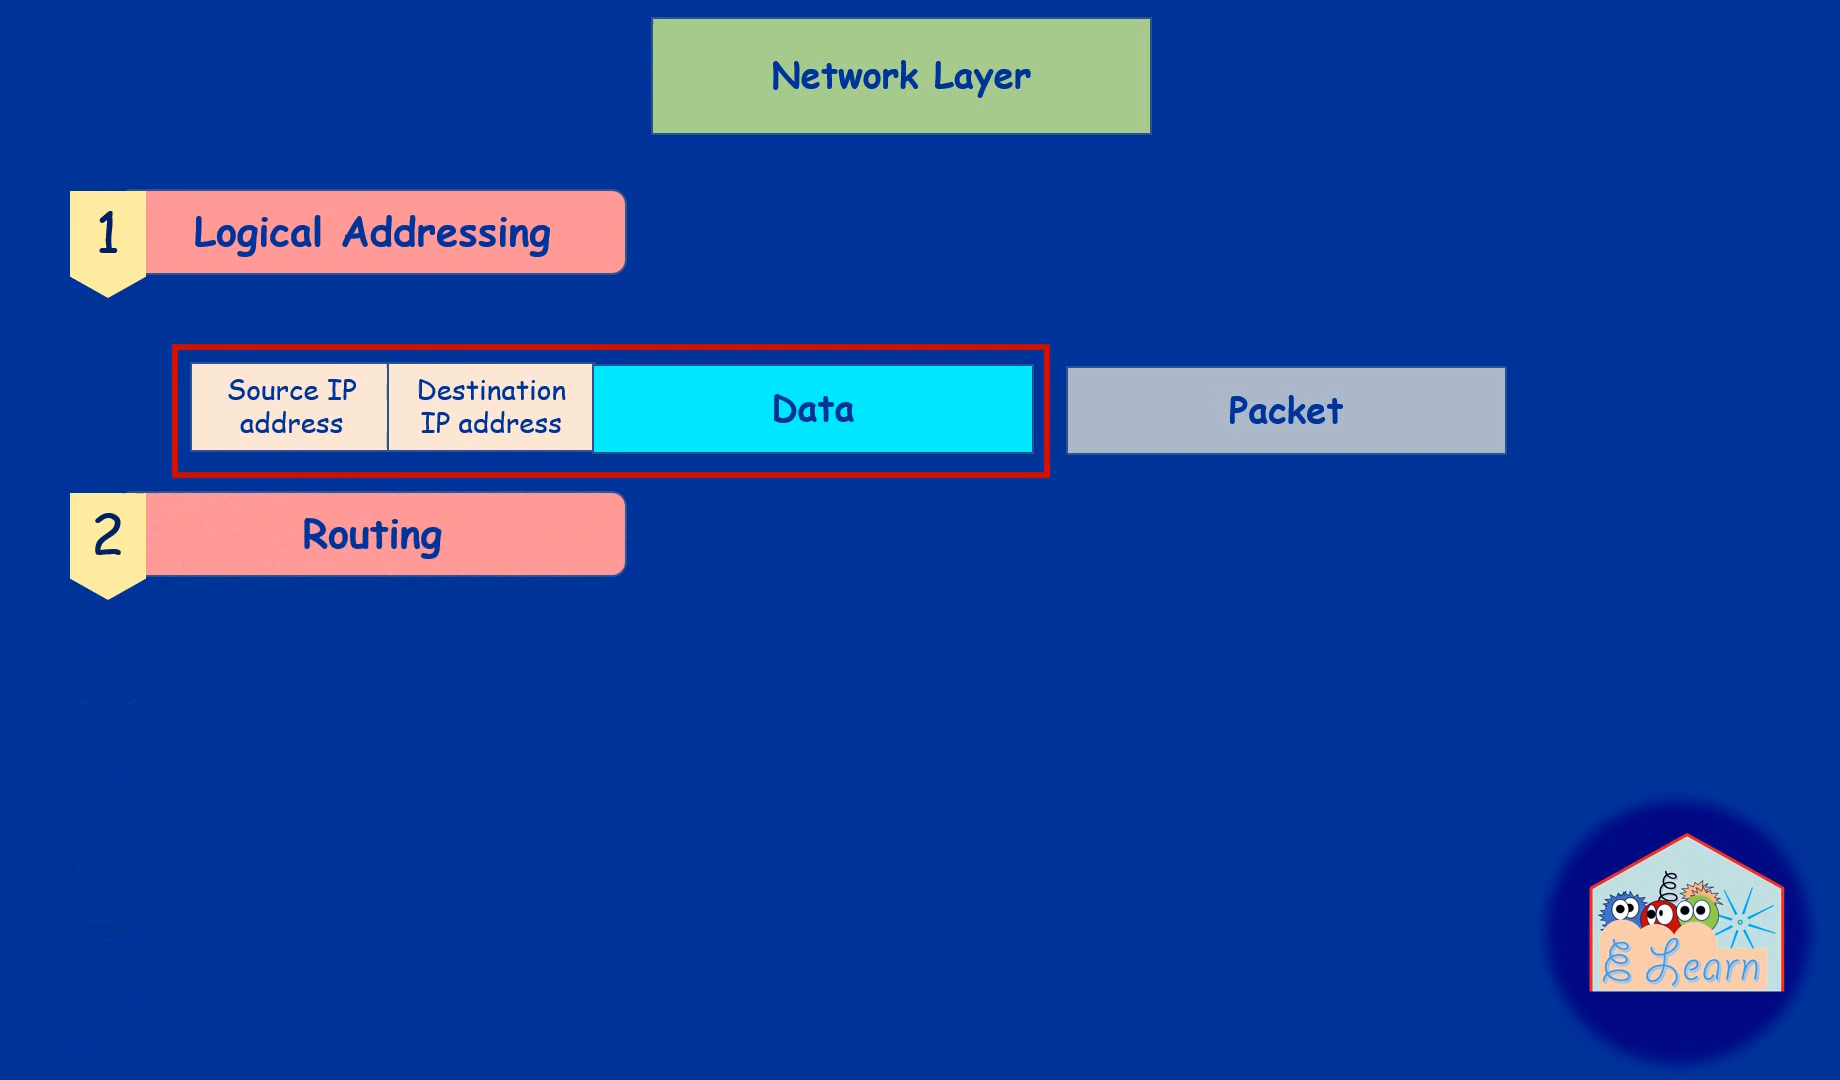 Network Layer
1
Logical Addressing
Source IP
address
Destination
IP address
Data
Packet
2
Routing
E Learn